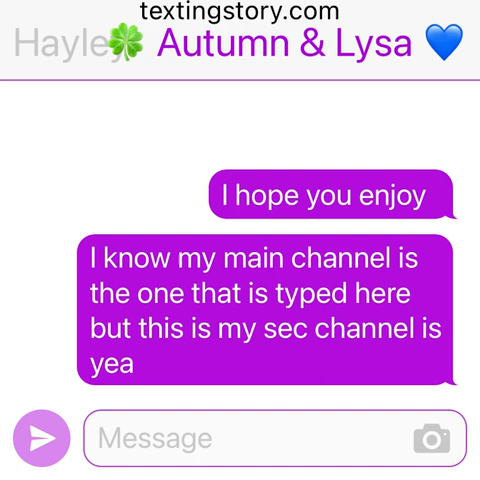 textingstory.com
Hayley🍀 Autumn & Lysa 💙
I hope you enjoy
I know my main channel is
the one that is typed here
but this is my sec channel is
yea
Message